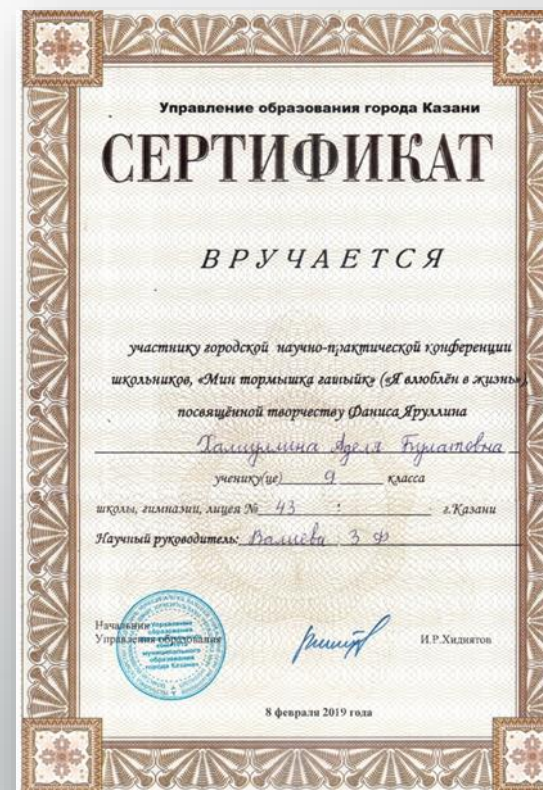 Управление образования города Казани
СЕРТИФИКАТ
ВРУЧАЕТСЯ
участнику городской научно-практической конференции
школьников, «Мин тормышка гашыйк» («Я влюблён в жизнь»),
посвящённой творчеству Фаниса Яруллина
Халиуллина Аделя Булатовна
ученику(це) 9 класса
школы, гимназии, лицея № 43 г.Казани
Научный руководитель: Валиева З Ф
Начальник
Управления образования
И.Р.Хидиятов
8 февраля 2019 года